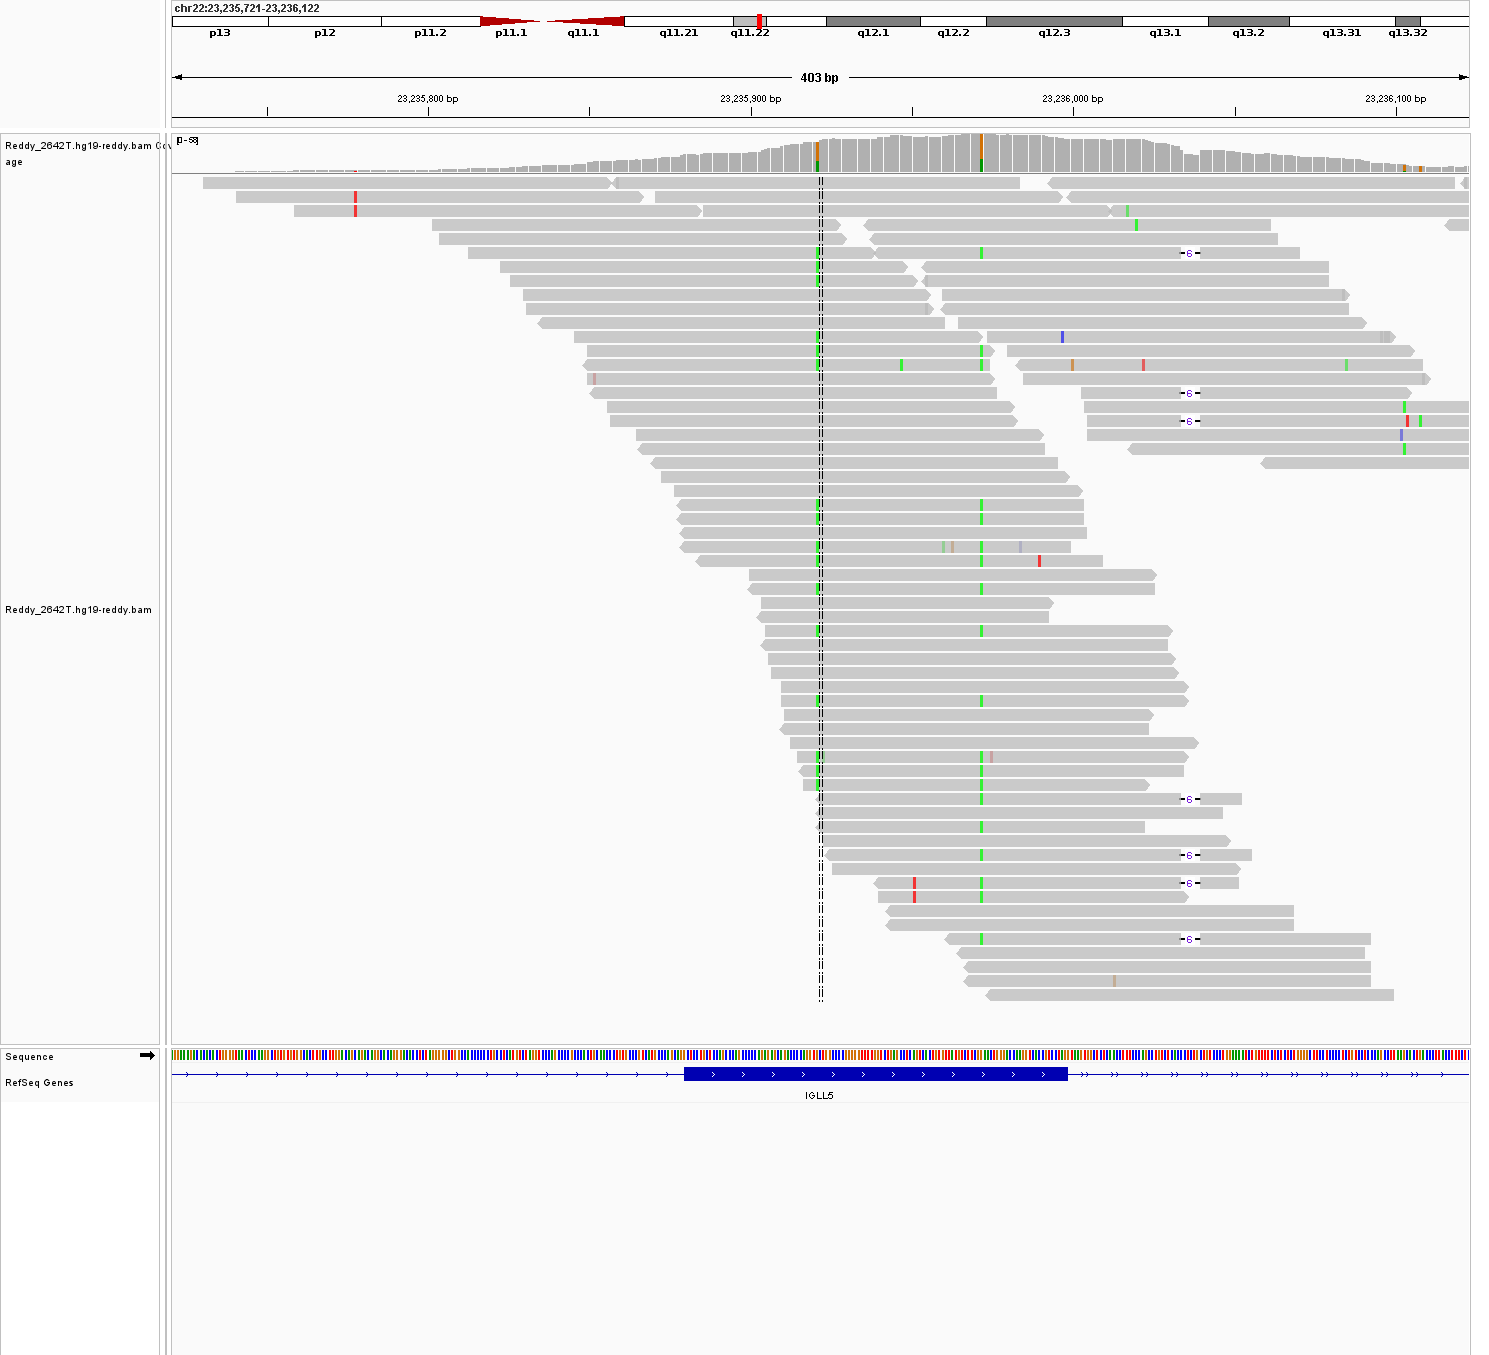 chr22:23,235,721-23,236,122
p13 p12 p11.2 p11.1 q11.1 q11.21 q11.22 q12.1 q12.2 q12.3 q13.1 q13.2 q13.31 q13.32
403 bp
23,235,800 bp 23,235,900 bp 23,236,000 bp 23,236,100 bp
Reddy_2642T.hg19-reddy.bam Cov
age
6
6
6
6
6
6
6
Reddy_2642T.hg19-reddy.bam
Sequence
RefSeq Genes
IGLL5